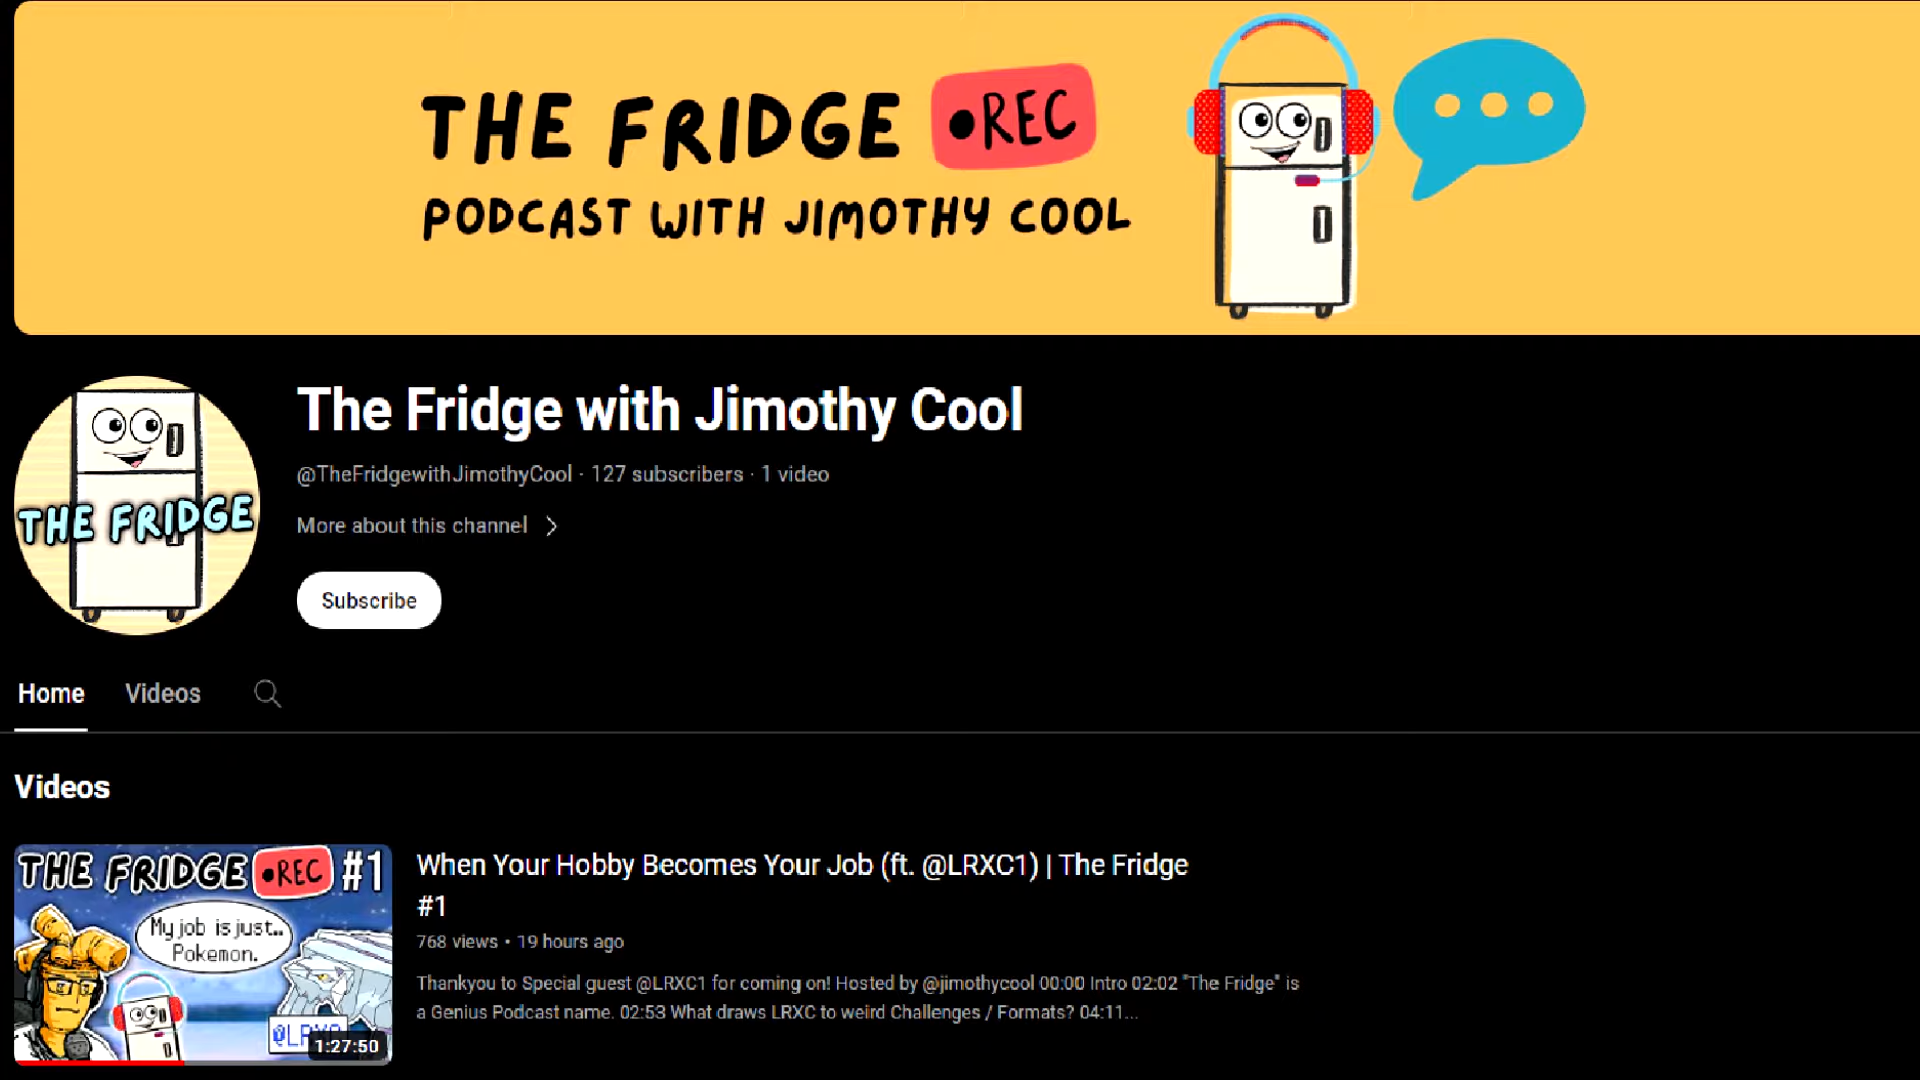 THE FRIDGE •REC
PODCAST WITH JIMOTHY COOL
THE FRIDGE
The Fridge with Jimothy Cool
@TheFridgewithJimothyCool · 127 subscribers · 1 video
More about this channel
Subscribe
Home Videos
Videos
THE FRIDGE •REC #1
My job is just..
Pokemon.
1:27:50
When Your Hobby Becomes Your Job (ft. @LRXC1) | The Fridge
#1
768 views • 19 hours ago
Thankyou to Special guest @LRXC1 for coming on! Hosted by @jimothycool 00:00 Intro 02:02 "The Fridge" is
a Genius Podcast name. 02:53 What draws LRXC to weird Challenges / Formats? 04:11...